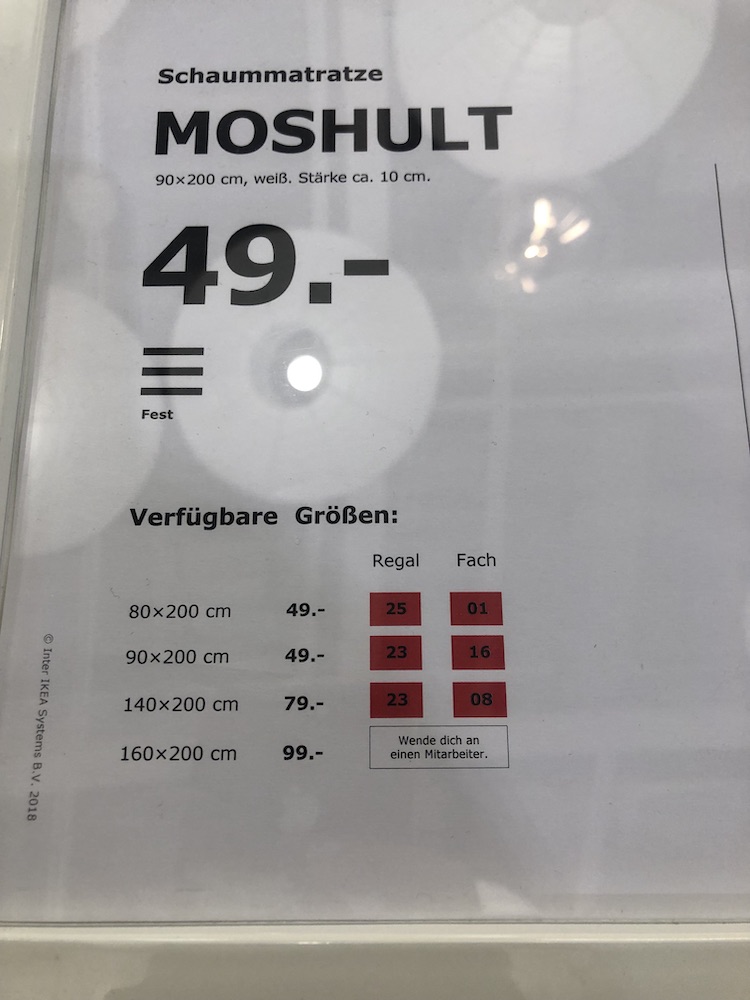 Schaummatratze
MOSHULT
90×200 cm, weiß. Stärke ca. 10 cm.
49.-
Fest
Verfügbare Größen:
Regal Fach
80×200 cm 49.- 25 01
90×200 cm 49.- 23 16
140×200 cm 79.- 23 08
160×200 cm 99.- Wende dich an
einen Mitarbeiter.
© Inter IKEA Systems B.V. 2018